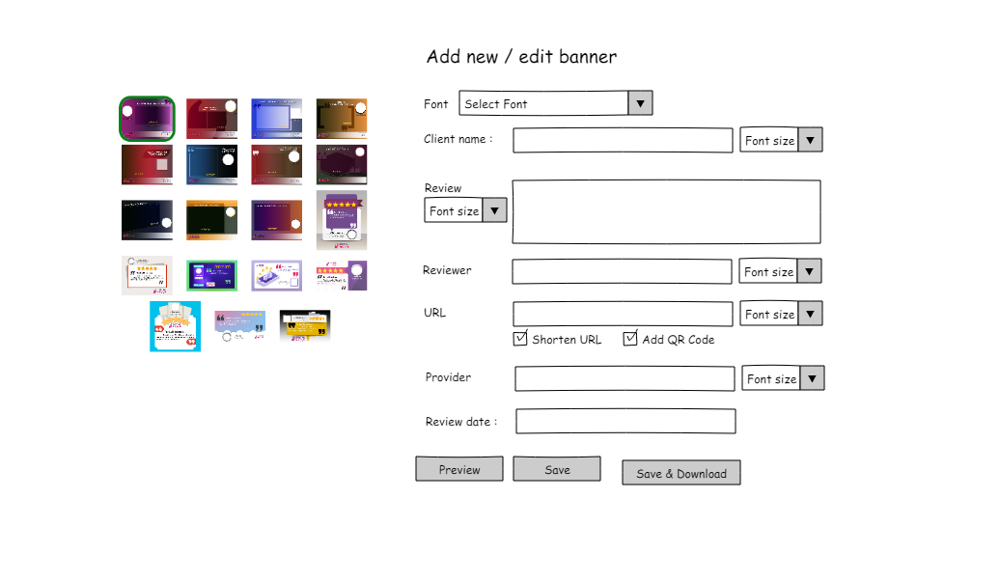 Add new / edit banner
Font
Select Font
Client name :
Font size
Review
Font size
Reviewer
Font size
URL
Font size
Shorten URL
Add QR Code
Provider
Font size
Review date :
Preview
Save
Save & Download